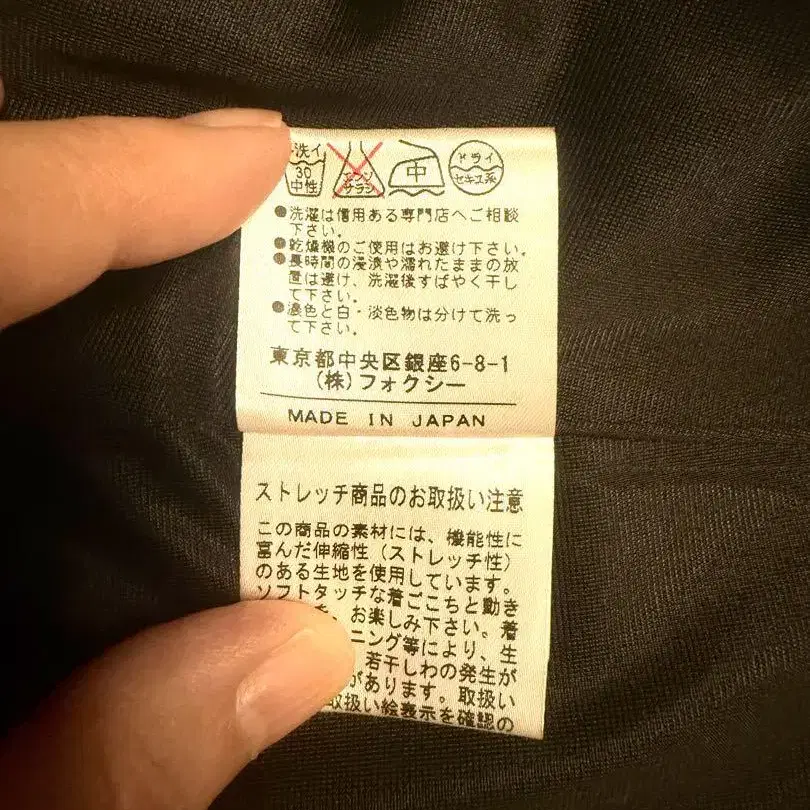 洗イ
30
中性
エンソ
サラシ
中
ドライ
セキユ系
●洗濯は信用ある専門店へご相談
下さい。
●乾燥機のご使用はお避け下さい。
●長時間の浸漬や濡れたままの放
置は避け、洗濯後すばやく干し
て下さい。
●濃色と白・淡色物は分けて洗っ
て下さい。
東京都中央区銀座6-8-1
(株)フォクシー
MADE IN JAPAN
ストレッチ商品のお取扱い注意
この商品の素材には、機能性に
富んだ伸縮性(ストレッチ性)
のある生地を使用しています。
ソフトタッチな着ごこちと動き
を、お楽しみ下さい。着
ニング等により、生
若干しわの発生が
があります。取扱い
取扱い絵表示を確認の